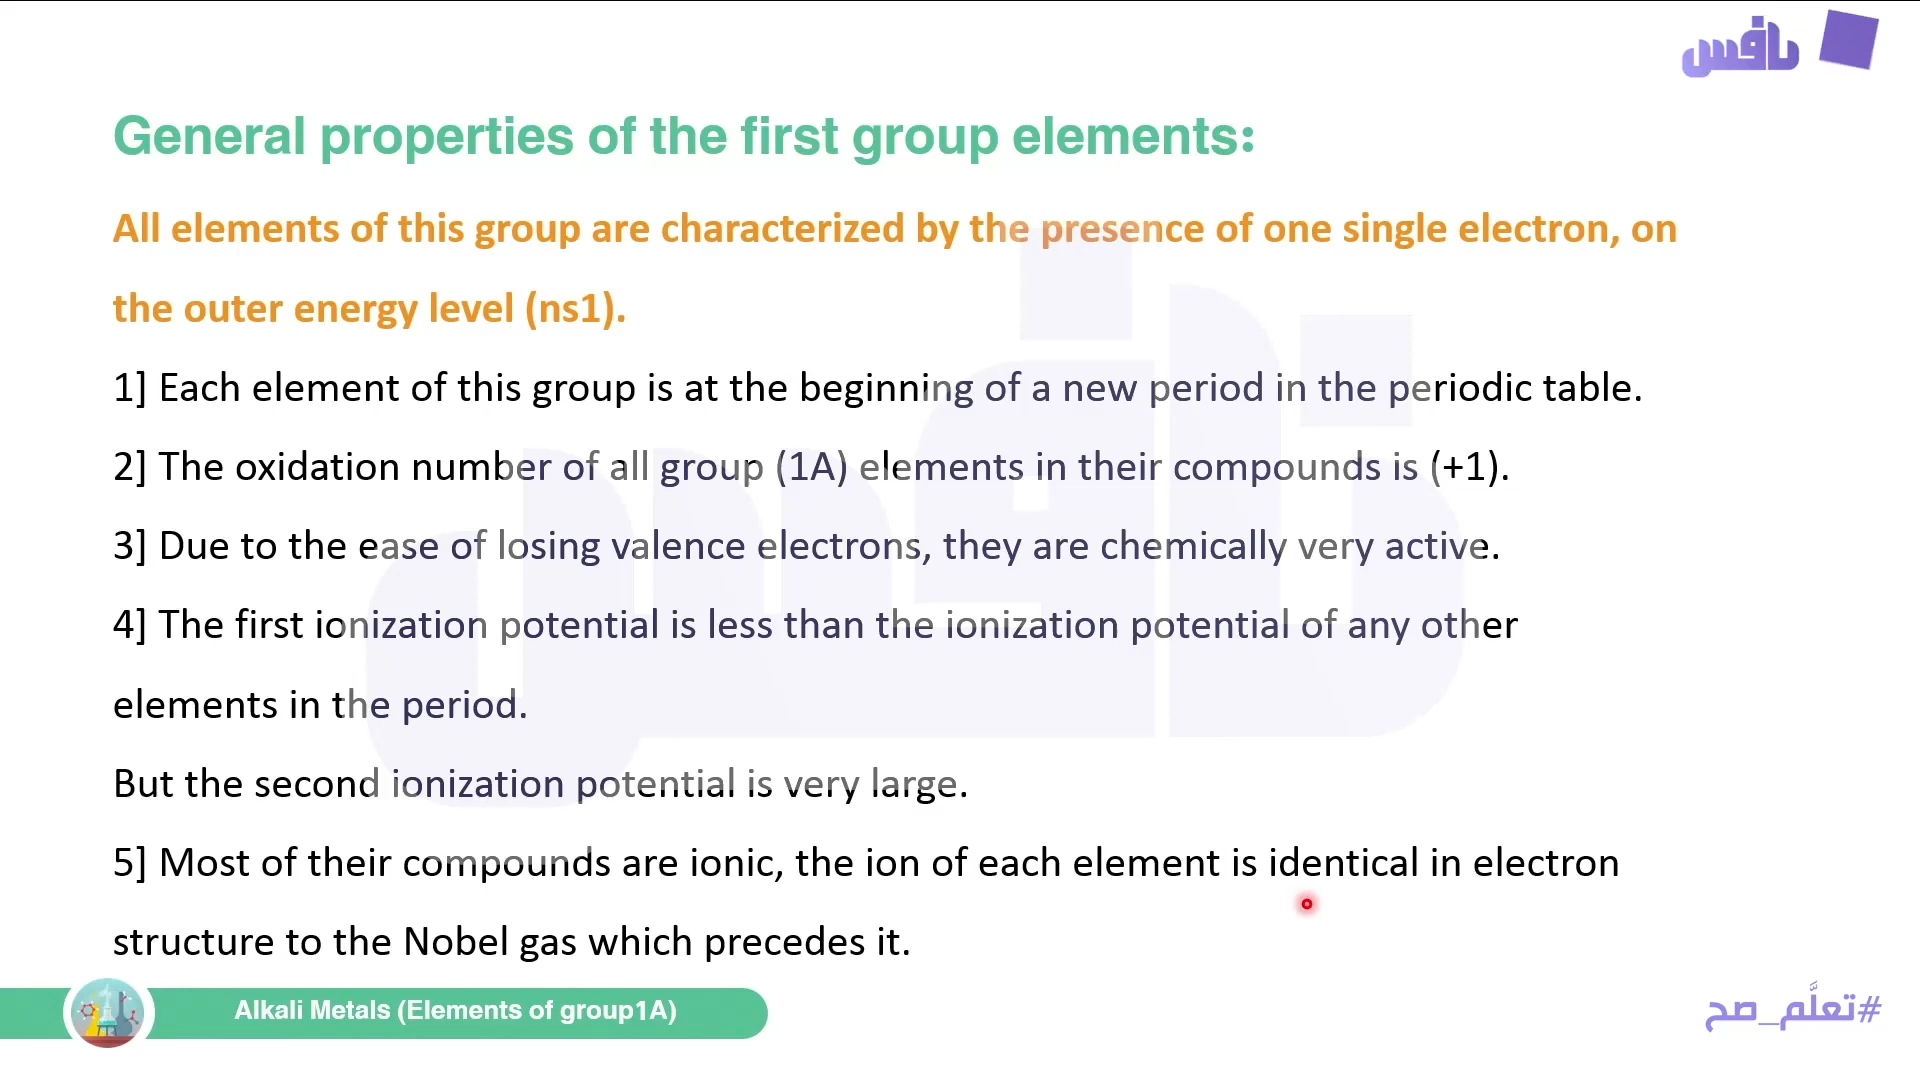 نافس
General properties of the first group elements:
All elements of this group are characterized by the presence of one single electron, on
the outer energy level (ns1).
1] Each element of this group is at the beginning of a new period in the periodic table.
2] The oxidation number of all group (1A) elements in their compounds is (+1).
3] Due to the ease of losing valence electrons, they are chemically very active.
4] The first ionization potential is less than the ionization potential of any other
elements in the period.
But the second ionization potential is very large.
5] Most of their compounds are ionic, the ion of each element is identical in electron
structure to the Nobel gas which precedes it.
Alkali Metals (Elements of group1A)
#تعلَّم_صح